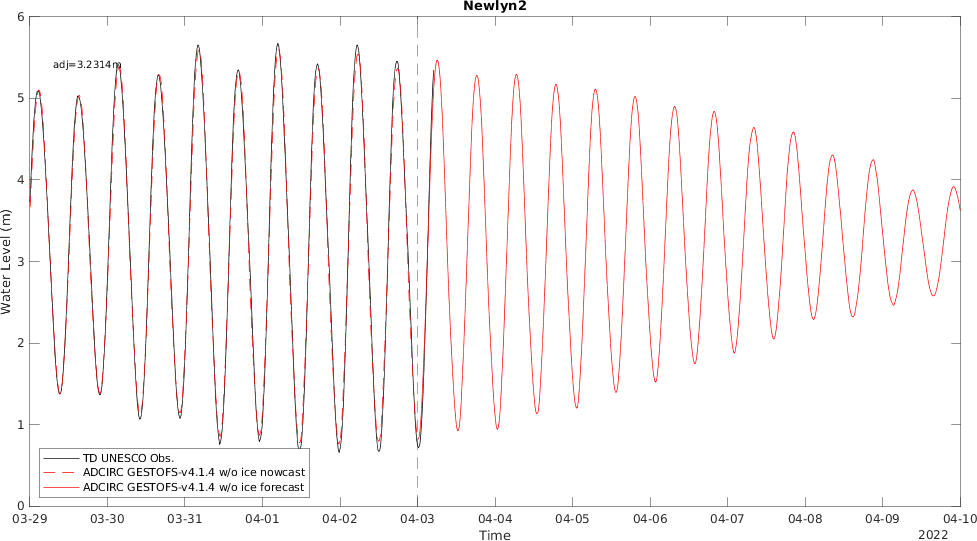 Newlyn2
adj=3.2314m
Water Level (m)
6
5
4
3
2
1
0
TD UNESCO Obs.
ADCIRC GESTOFS-v4.1.4 w/o ice nowcast
ADCIRC GESTOFS-v4.1.4 w/o ice forecast
03-29 03-30 03-31 04-01 04-02 04-03 04-04 04-05 04-06 04-07 04-08 04-09 04-10
Time
2022